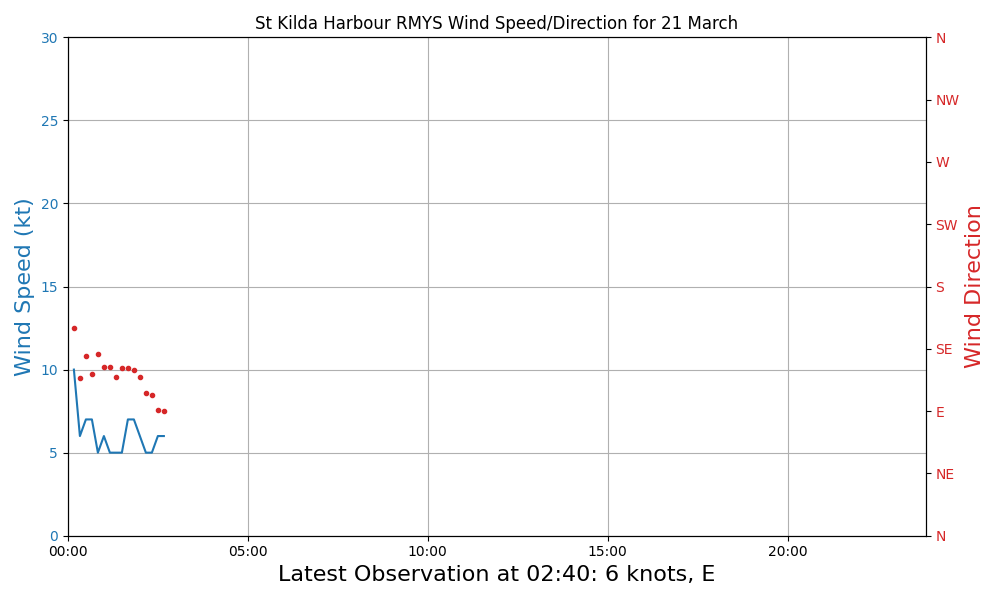 St Kilda Harbour RMYS Wind Speed/Direction for 21 March
Wind Speed (kt)
30
25
20
15
10
5
0
00:00
05:00
10:00
15:00
20:00
N
NW
W
SW
S
SE
E
NE
N
Wind Direction
Latest Observation at 02:40: 6 knots, E